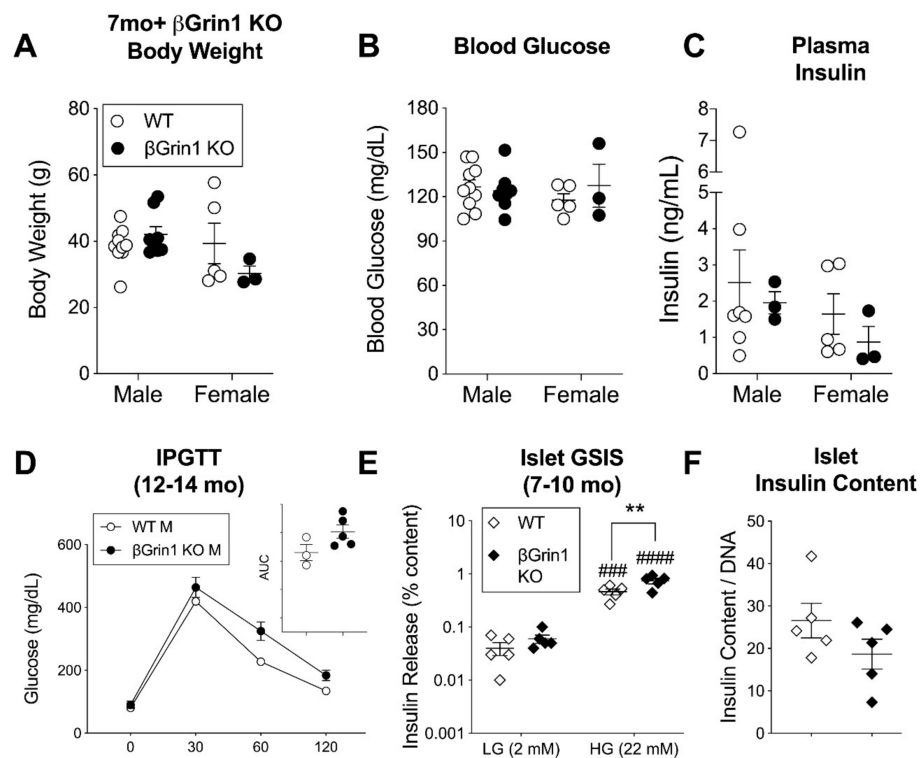 A
7mo+ βGrin1 KO
Body Weight
80
60
40
20
0
Body Weight (g)
WT
βGrin1 KO
Male
Female
B
Blood Glucose
180
150
120
90
60
30
0
Blood Glucose (mg/dL)
Male
Female
C
Plasma
Insulin
8
7
6
5
4
3
2
1
0
Insulin (ng/mL)
Male
Female
D
IPGTT
(12-14 mo)
WT M
βGrin1 KO M
600
400
200
0
Glucose (mg/dL)
0
30
60
120
AUC
E
Islet GSIS
(7-10 mo)
10
1
0.1
0.01
0.001
Insulin Release (% content)
WT
βGrin1
KO
**
###
####
LG (2 mM)
HG (22 mM)
F
Islet
Insulin Content
50
40
30
20
10
0
Insulin Content / DNA